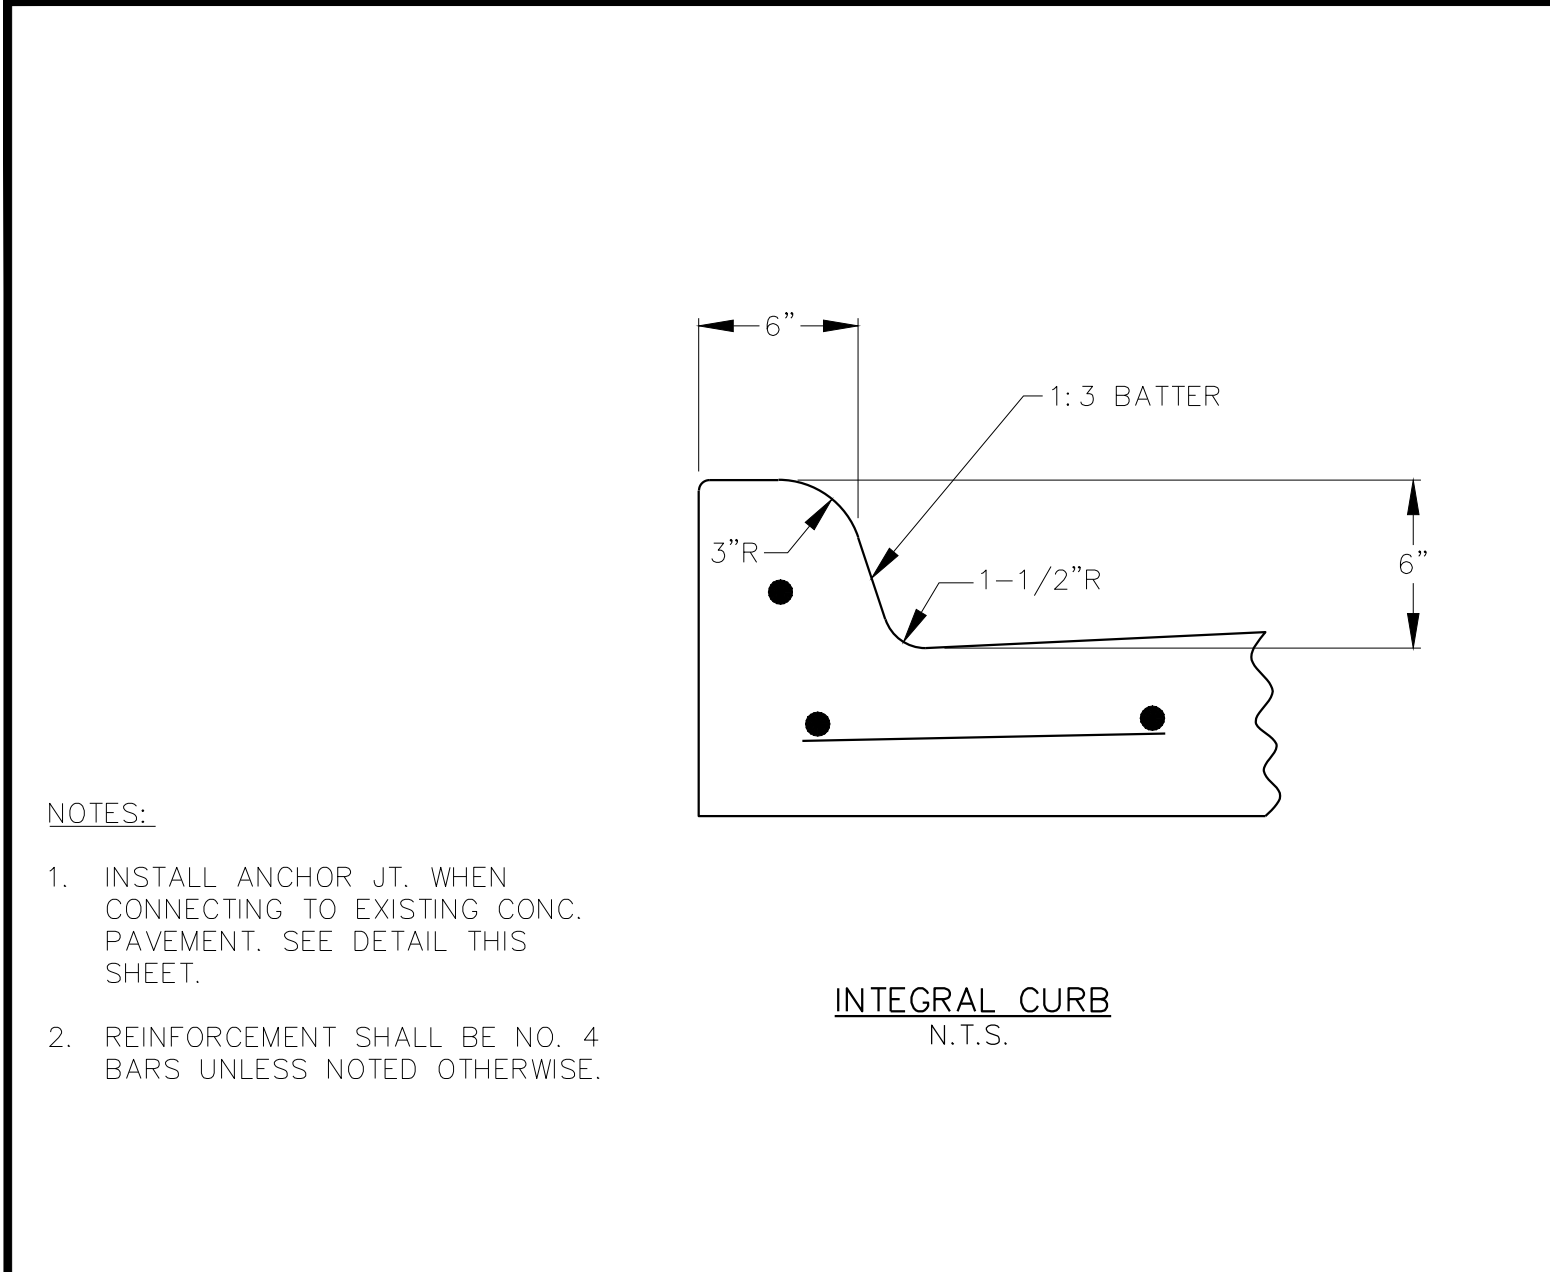 6”
1:3 BATTER
3”R
6”
1-1/2”R
NOTES:
1. INSTALL ANCHOR JT. WHEN
CONNECTING TO EXISTING CONC.
PAVEMENT. SEE DETAIL THIS
SHEET.
2. REINFORCEMENT SHALL BE NO. 4
BARS UNLESS NOTED OTHERWISE.
INTEGRAL CURB
N.T.S.